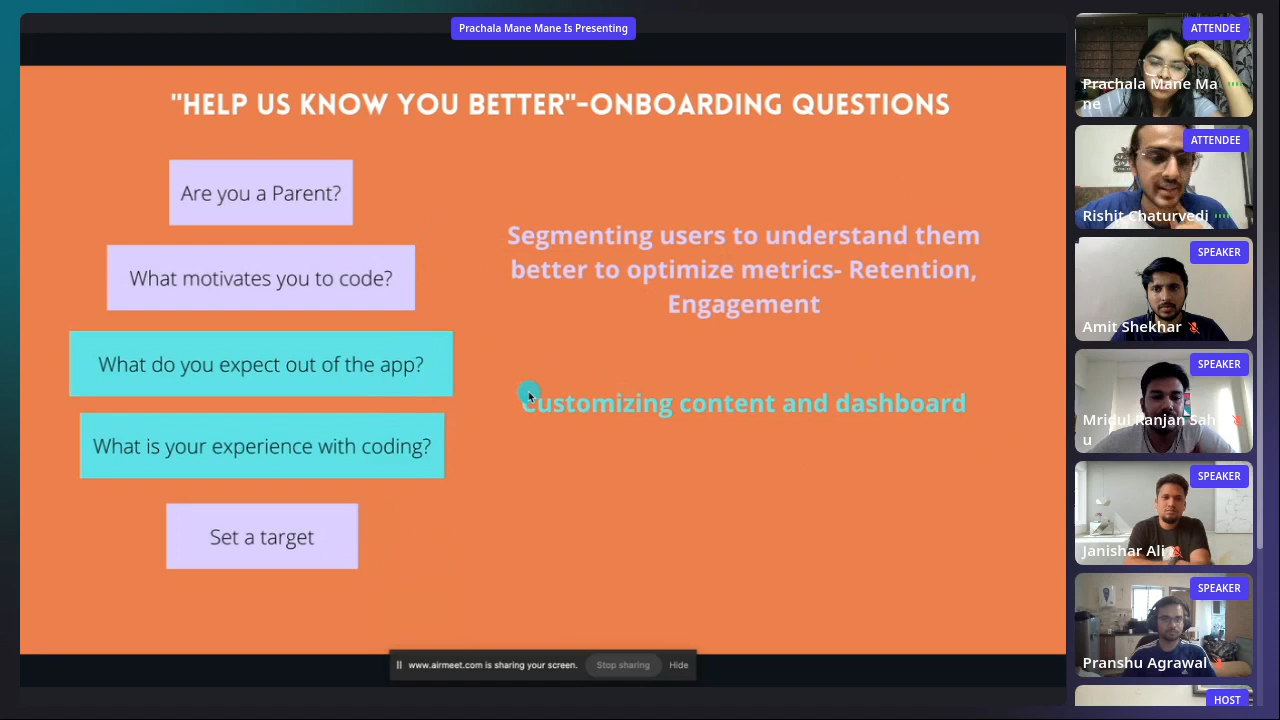 Prachala Mane Mane Is Presenting
"HELP US KNOW YOU BETTER"-ONBOARDING QUESTIONS
Are you a Parent?
What motivates you to code?
What do you expect out of the app?
What is your experience with coding?
Set a target
Segmenting users to understand them
better to optimize metrics- Retention,
Engagement
Customizing content and dashboard
www.airmeet.com is sharing your screen.
Stop sharing
Hide
ATTENDEE
Prachala Mane Ma
ne
ATTENDEE
Rishit Chaturvedi
SPEAKER
Amit Shekhar
SPEAKER
Mridul Ranjan Sah
u
SPEAKER
Janishar Ali
SPEAKER
Pranshu Agrawal
HOST